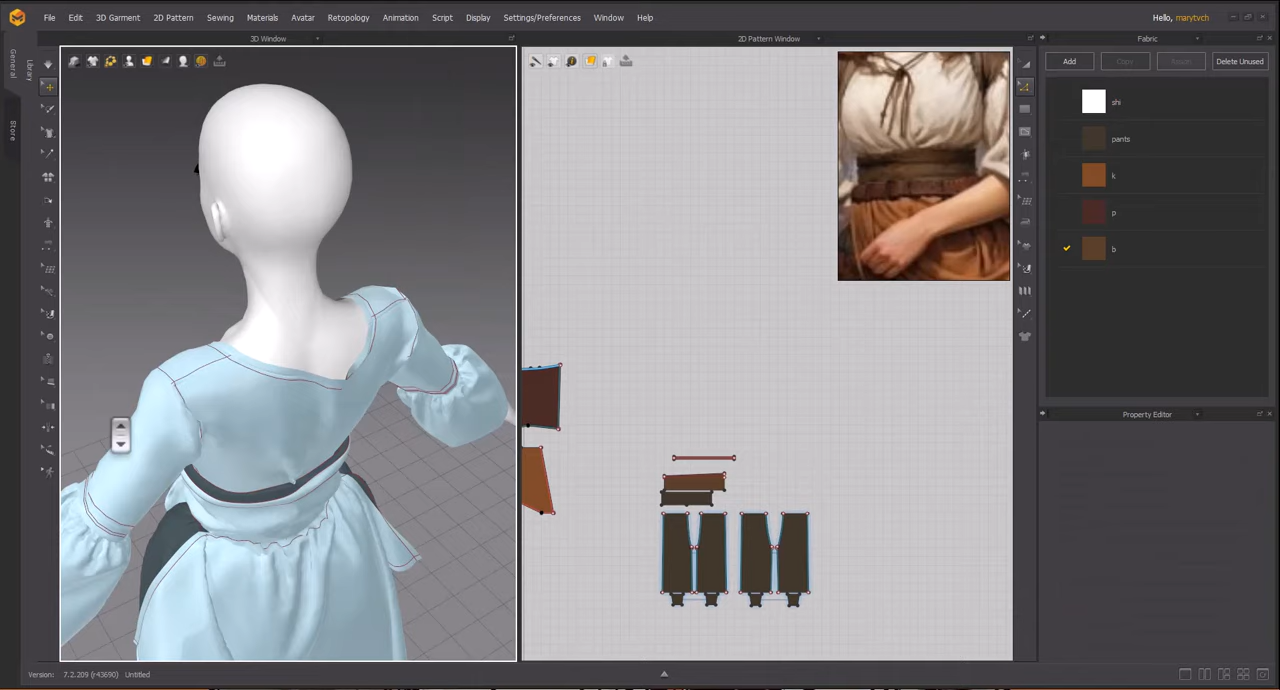 File Edit 3D Garment 2D Pattern Sewing Materials Avatar Retopology Animation Script Display Settings/Preferences Window Help
Hello, marytvch
3D Window
2D Pattern Window
Fabric
General
Library
Store
Add Copy Assign Delete Unused
shi
pants
k
p
b
Property Editor
Version: 7.2.209 (r43690) Untitled